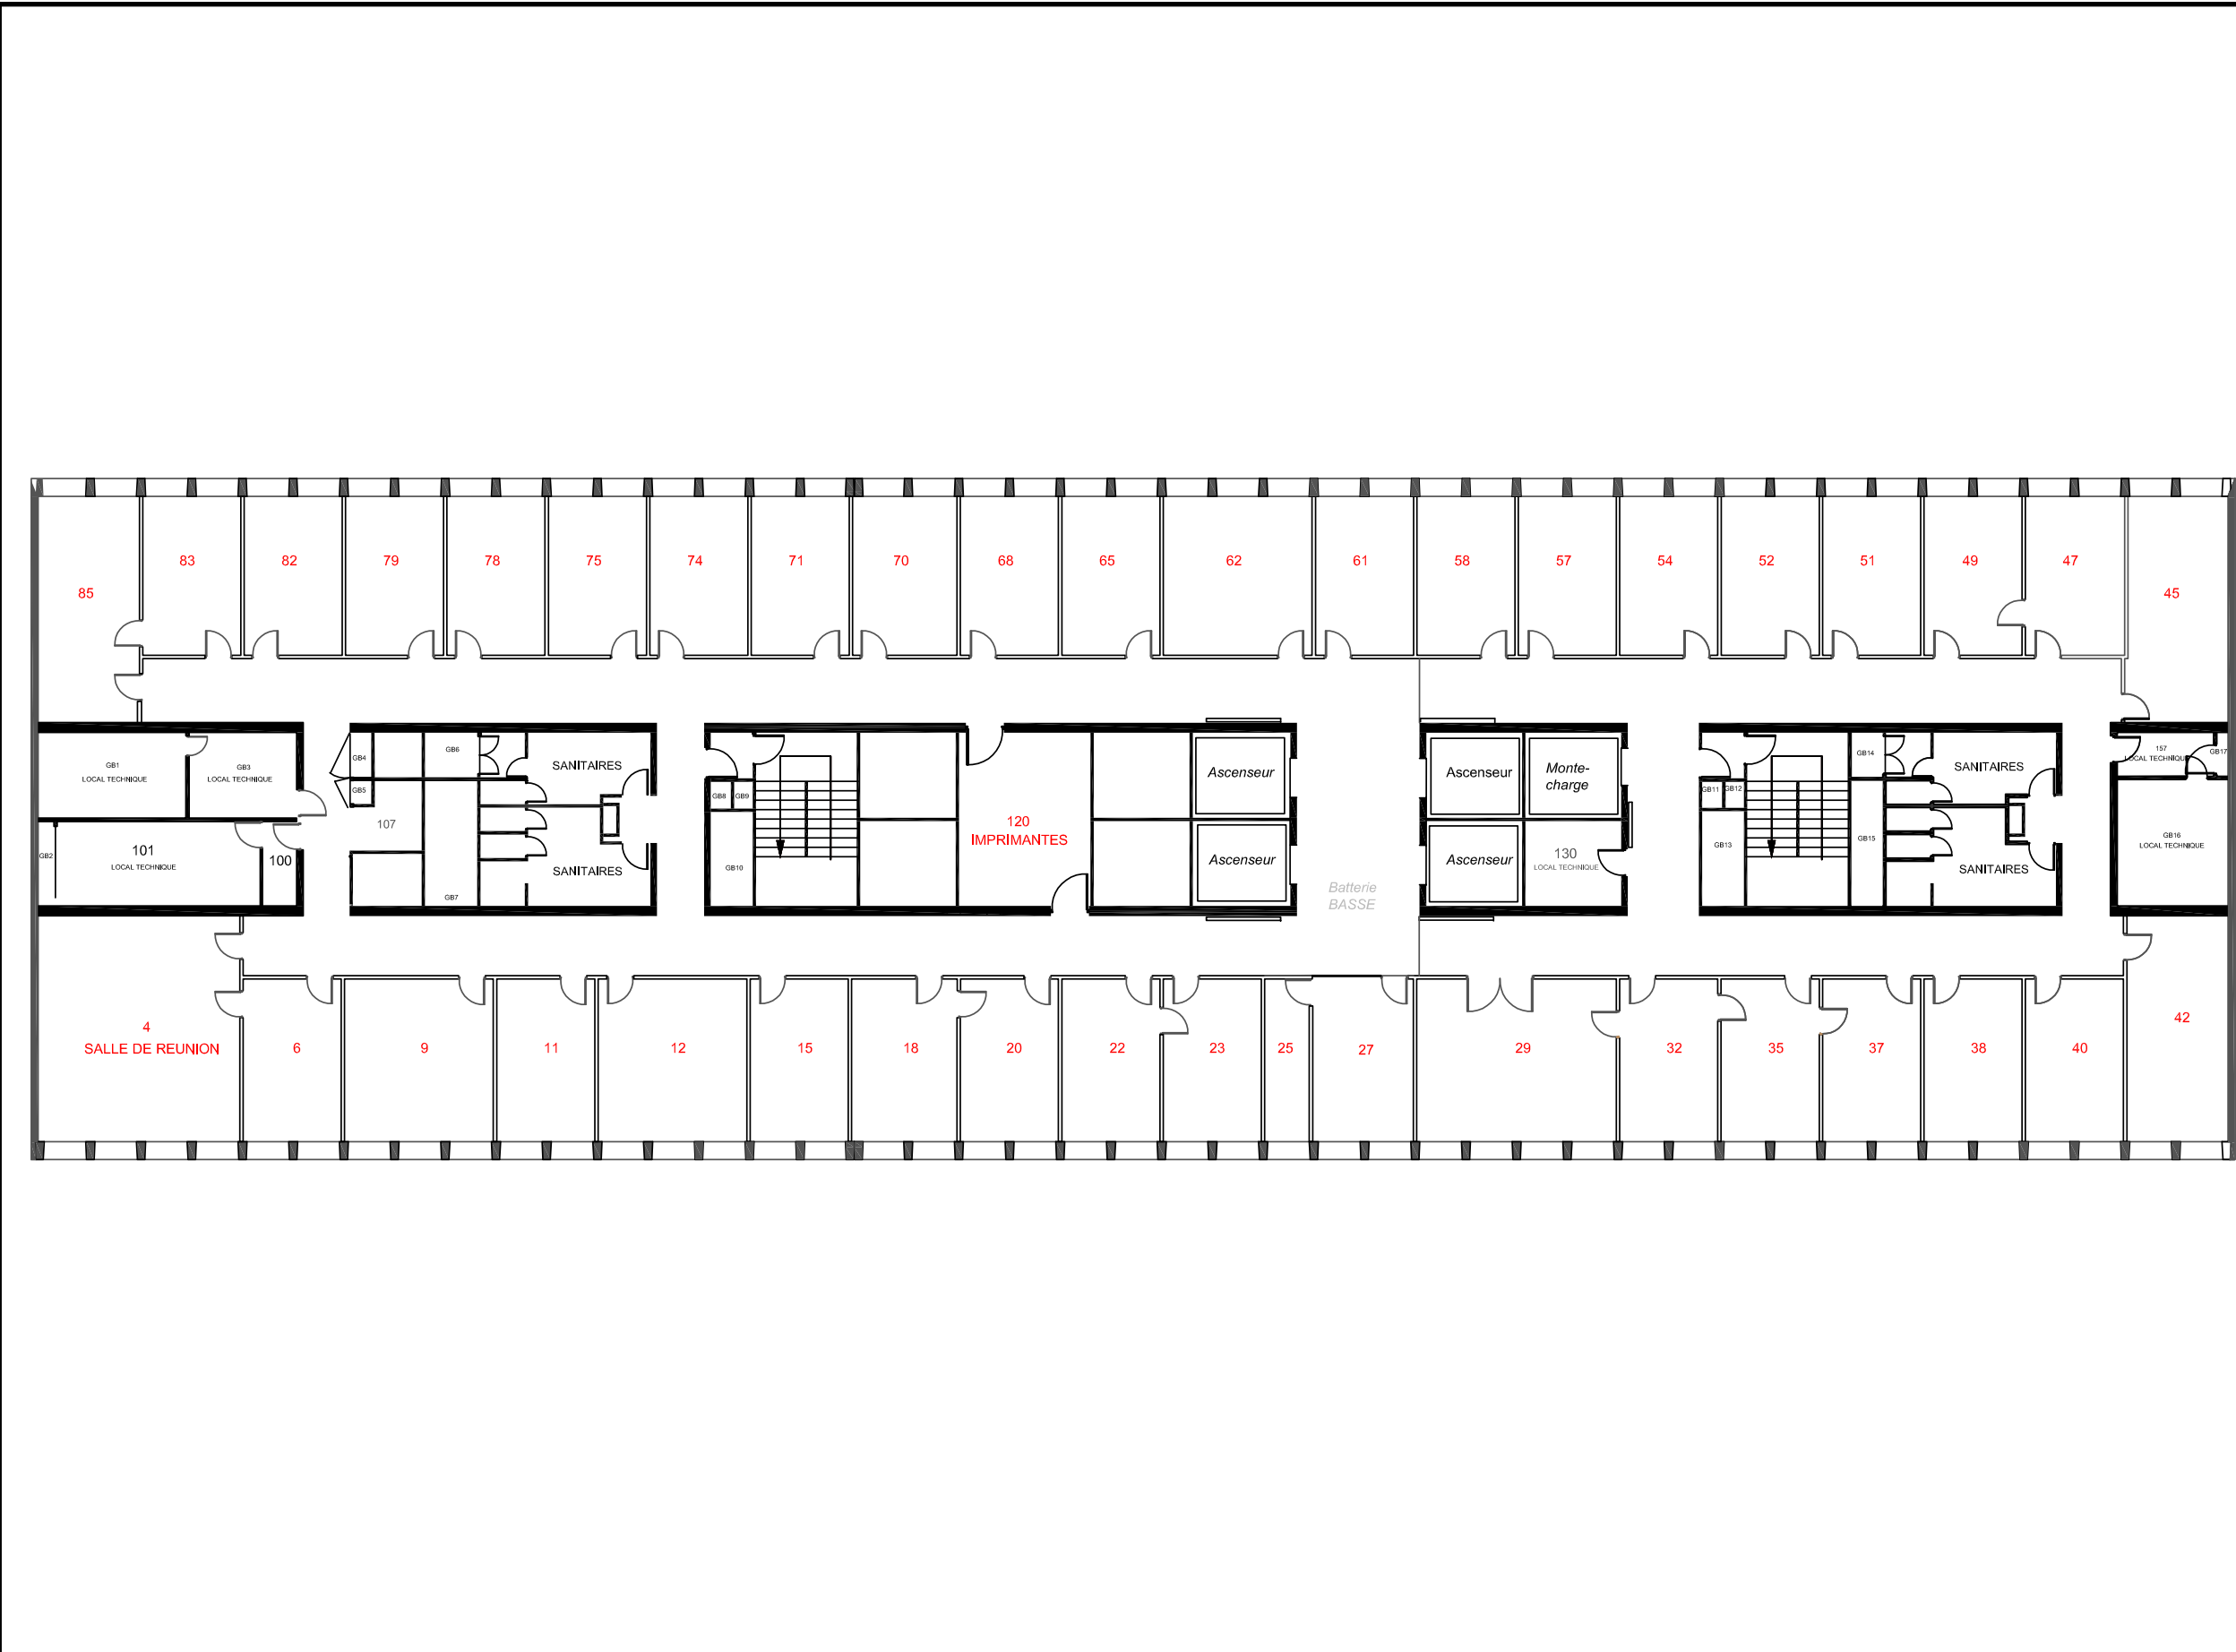 83 82 79 78 75 74 71 70 68 65 62 61 58 57 54 52 51 49 47
85 45
GB1
LOCAL TECHNIQUE
GB3
LOCAL TECHNIQUE
GB4
GB5
GB6
SANITAIRES
107
GB2
101
LOCAL TECHNIQUE
100
GB7
SANITAIRES
GB8 GB9
GB10
120
IMPRIMANTES
Ascenseur
Ascenseur
Batterie
BASSE
Ascenseur
Monte-
charge
Ascenseur
130
LOCAL TECHNIQUE
GB11 GB12
GB13
GB14
GB15
SANITAIRES
SANITAIRES
157
LOCAL TECHNIQUE
GB17
GB16
LOCAL TECHNIQUE
4
SALLE DE REUNION
6 9 11 12 15 18 20 22 23 25 27 29 32 35 37 38 40
42